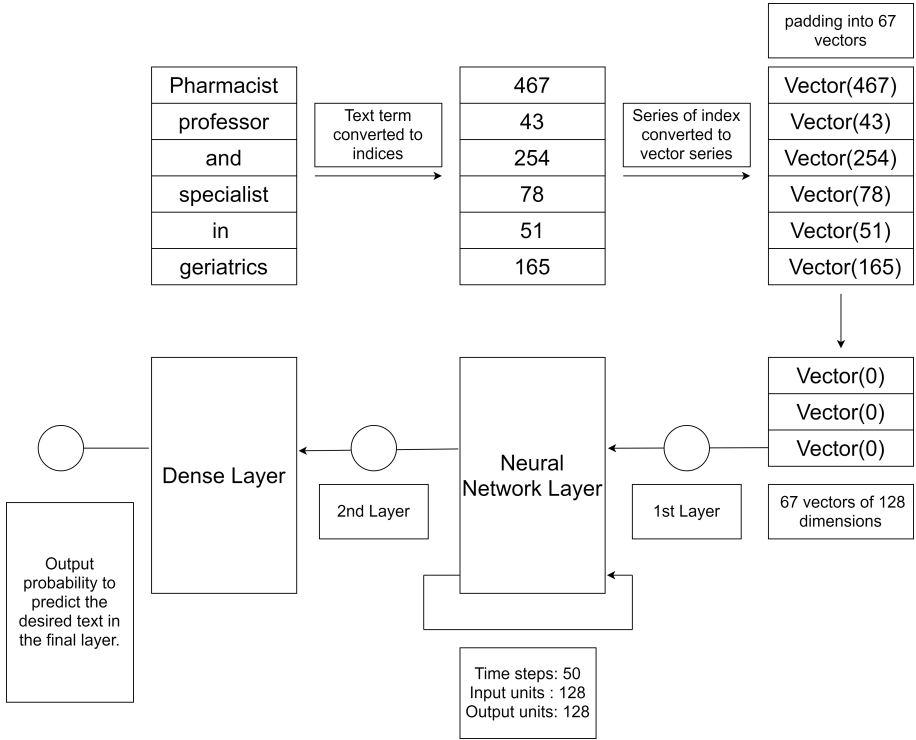 padding into 67
vectors
Pharmacist
professor
and
specialist
in
geriatrics
Text term
converted to
indices
467
43
254
78
51
165
Series of index
converted to
vector series
Vector(467)
Vector(43)
Vector(254)
Vector(78)
Vector(51)
Vector(165)
Vector(0)
Vector(0)
Vector(0)
67 vectors of 128
dimensions
1st Layer
Neural
Network Layer
Time steps: 50
Input units : 128
Output units: 128
2nd Layer
Dense Layer
Output
probability to
predict the
desired text in
the final layer.